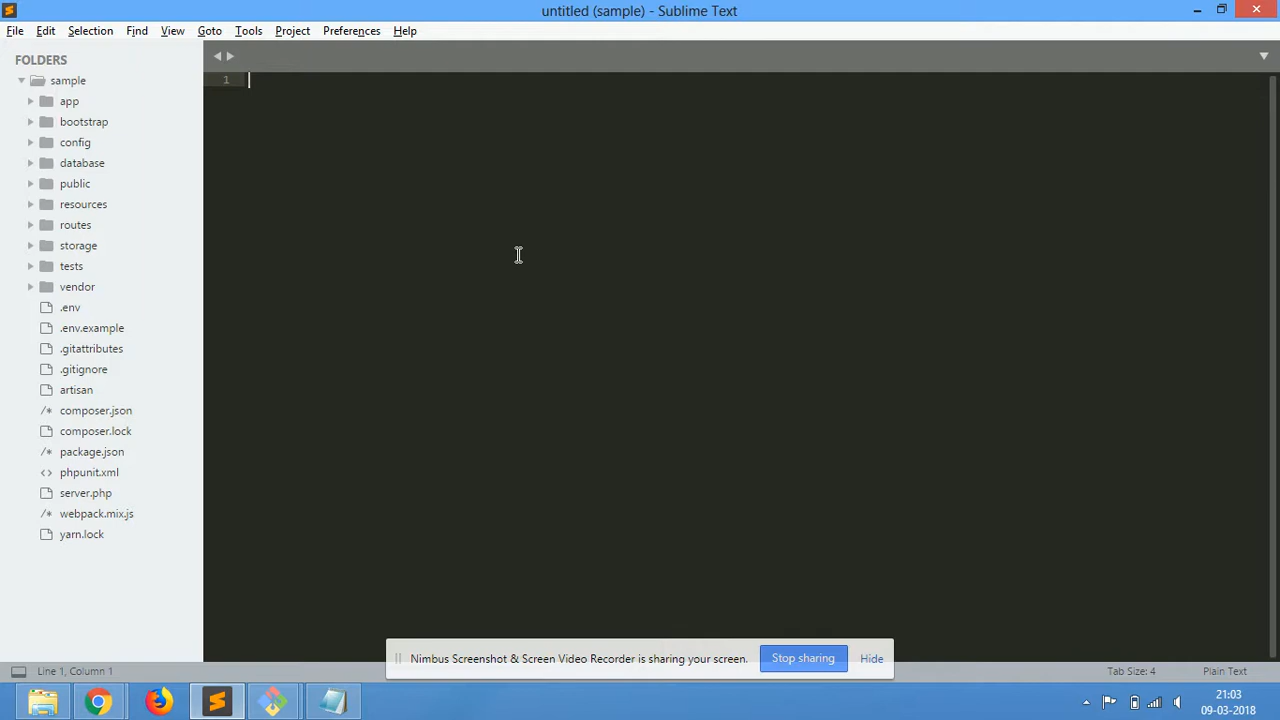 untitled (sample) - Sublime Text
File Edit Selection Find View Goto Tools Project Preferences Help
FOLDERS
sample
1
app
bootstrap
config
database
public
resources
routes
storage
tests
vendor
.env
.env.example
.gitattributes
.gitignore
artisan
/* composer.json
composer.lock
/* package.json
<> phpunit.xml
server.php
/* webpack.mix.js
yarn.lock
Nimbus Screenshot & Screen Video Recorder is sharing your screen. Stop sharing Hide
Line 1, Column 1 Tab Size: 4 Plain Text
21:03
09-03-2018